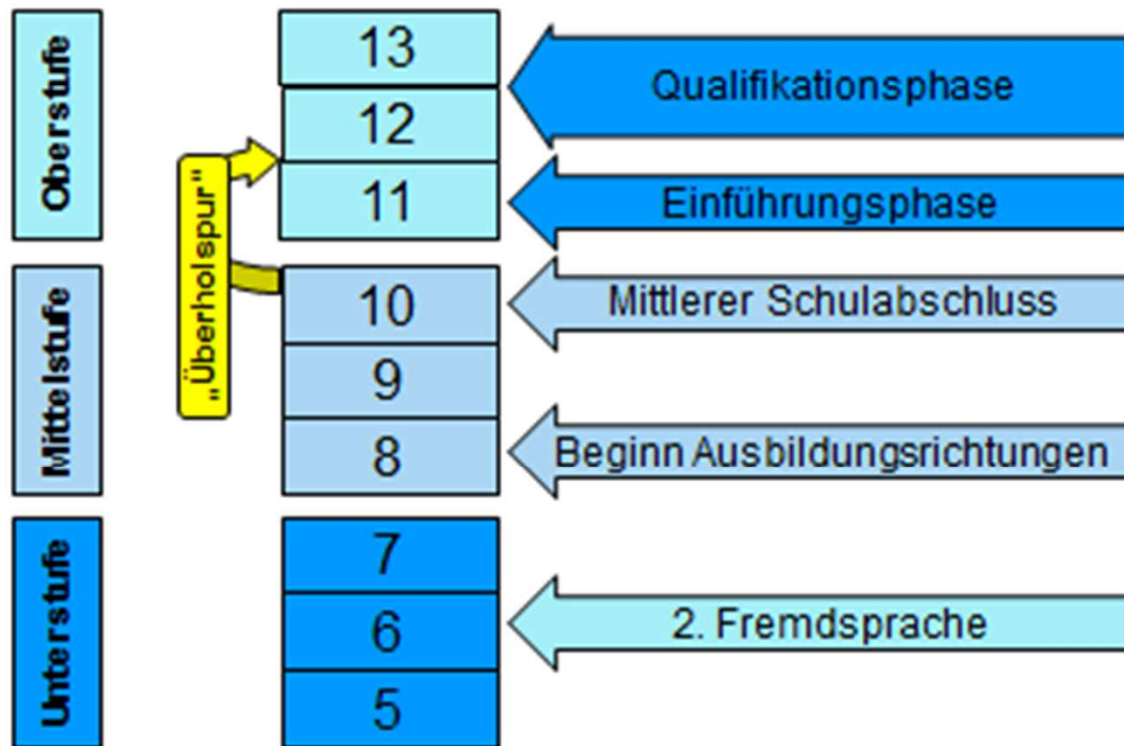 Oberstufe
13
Qualifikationsphase
12
11
Einführungsphase
„Überholspur"
Mittelstufe
10
Mittlerer Schulabschluss
9
8
Beginn Ausbildungsrichtungen
Unterstufe
7
6
2. Fremdsprache
5